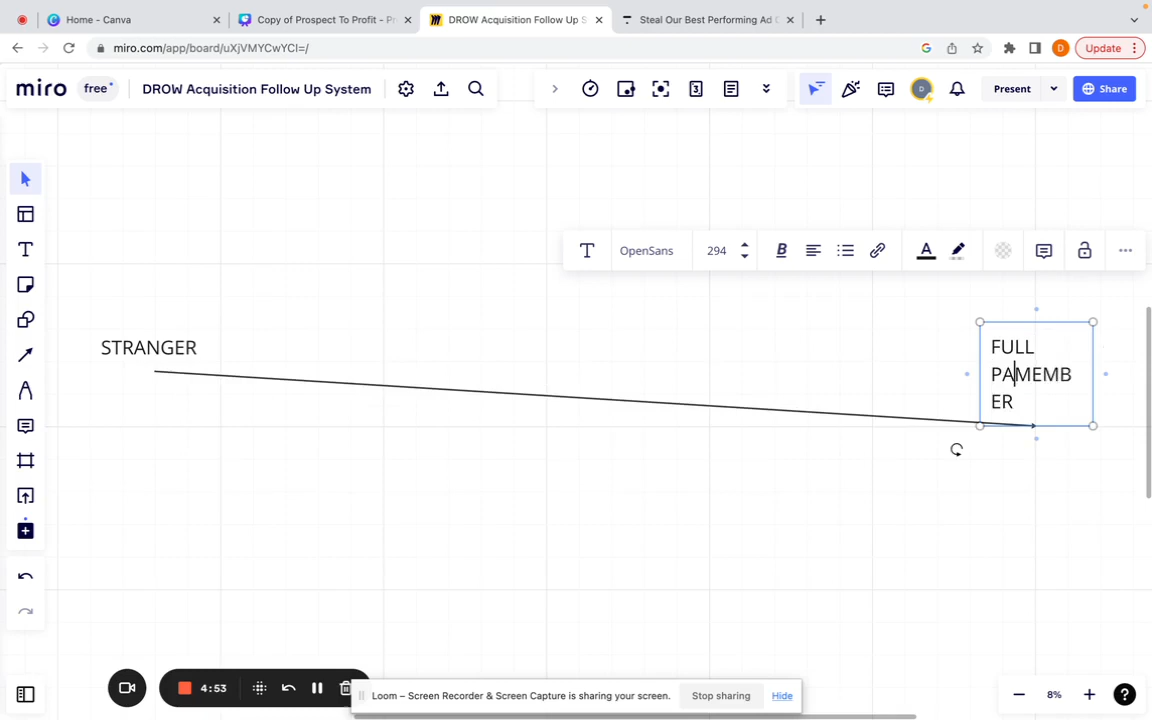 Home - Canva
Copy of Prospect To Profit - Pr
DROW Acquisition Follow Up S
Steal Our Best Performing Ad C
miro.com/app/board/uXjVMYCwYCI=/
D
Update
miro
free
DROW Acquisition Follow Up System
3
D
Present
Share
T
OpenSans
294
B
A
STRANGER
FULL
PAMEMB
ER
4:53
Loom – Screen Recorder & Screen Capture is sharing your screen.
Stop sharing
Hide
8%